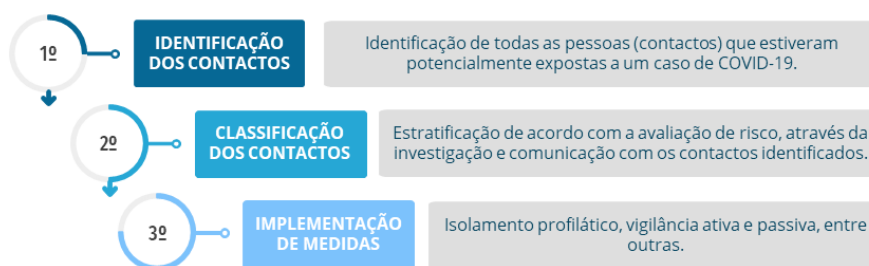 1º
IDENTIFICAÇÃO
DOS CONTACTOS
Identificação de todas as pessoas (contactos) que estiveram
potencialmente expostas a um caso de COVID-19.
2º
CLASSIFICAÇÃO
DOS CONTACTOS
Estratificação de acordo com a avaliação de risco, através da
investigação e comunicação com os contactos identificados.
3º
IMPLEMENTAÇÃO
DE MEDIDAS
Isolamento profilático, vigilância ativa e passiva, entre
outras.